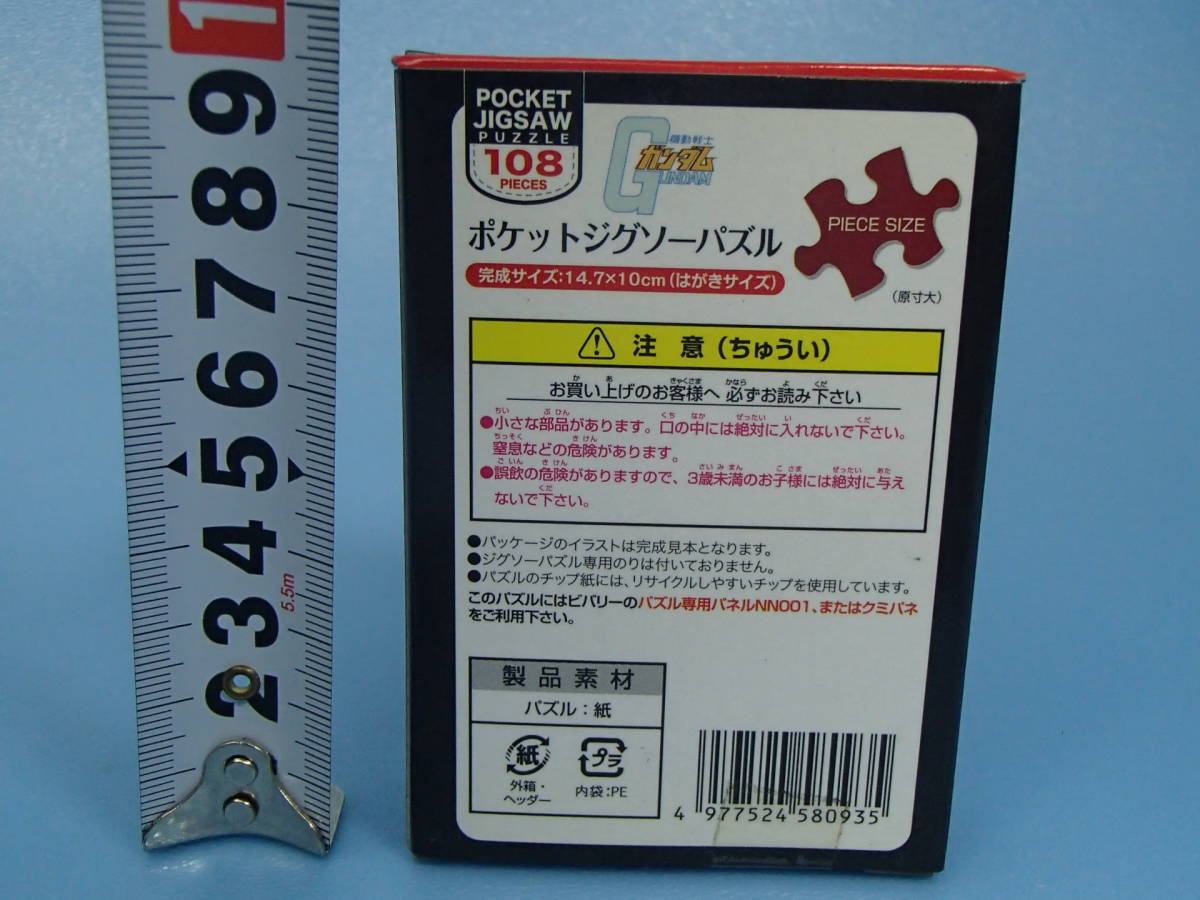 1
9
8
7
6
5
4
3
2
5.5m
POCKET
JIGSAW
PUZZLE
108
PIECES
機動戦士
ガンダム
GUNDAM
PIECE SIZE
(原寸大)
ポケットジグソーパズル
完成サイズ:14.7×10cm(はがきサイズ)
注 意(ちゅうい)
お買い上げのお客様へ 必ずお読み下さい
●小さな部品があります。口の中には絶対に入れないで下さい。
窒息などの危険があります。
●誤飲の危険がありますので、3歳未満のお子様には絶対に与え
ないで下さい。
●パッケージのイラストは完成見本となります。
●ジグソーパズル専用のりは付いておりません。
●パズルのチップ紙には、リサイクルしやすいチップを使用しています。
このパズルにはビバリーのパズル専用パネルNN001、またはクミパネ
をご利用下さい。
製品素材
パズル:紙
紙
外箱・
ヘッダー
プラ
内袋:PE
4 977524 580935